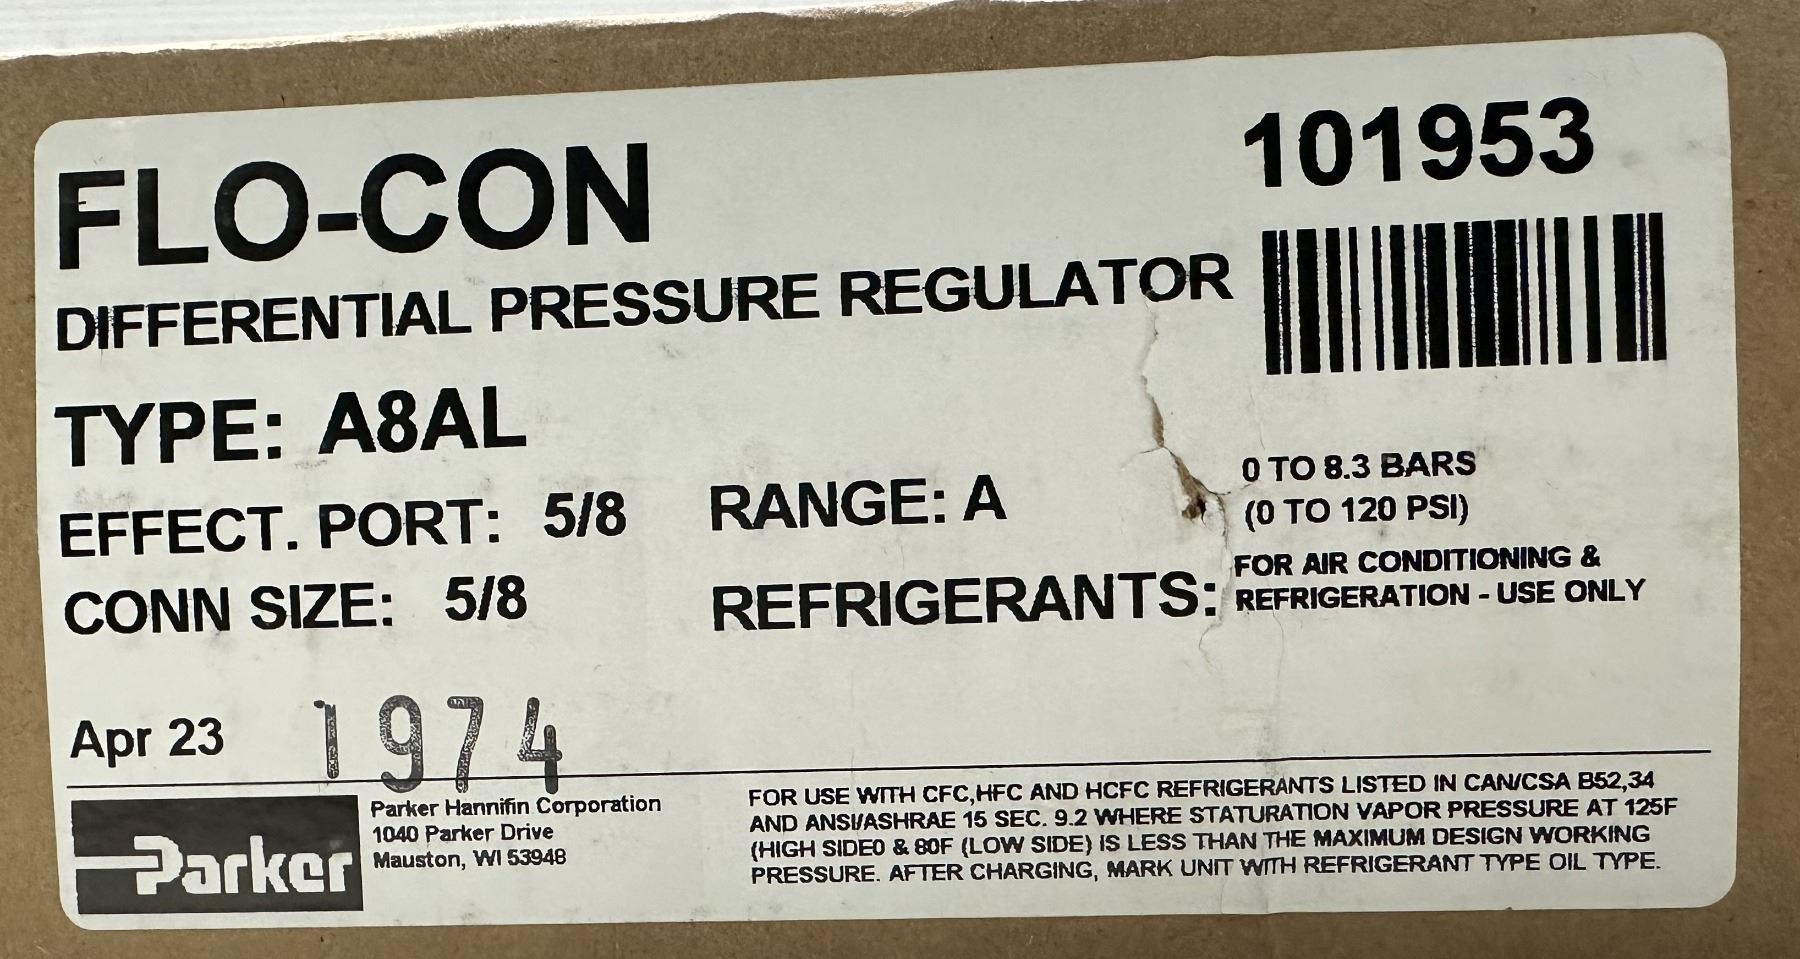 FLO-CON
101953
DIFFERENTIAL PRESSURE REGULATOR
TYPE: A8AL
EFFECT. PORT: 5/8
RANGE: A
0 TO 8.3 BARS
(0 TO 120 PSI)
CONN SIZE: 5/8
REFRIGERANTS:
FOR AIR CONDITIONING &
REFRIGERATION - USE ONLY
Apr 23
1974
Parker
Parker Hannifin Corporation
1040 Parker Drive
Mauston, WI 53948
FOR USE WITH CFC,HFC AND HCFC REFRIGERANTS LISTED IN CAN/CSA B52,34
AND ANSI/ASHRAE 15 SEC. 9.2 WHERE STATURATION VAPOR PRESSURE AT 125F
(HIGH SIDE0 & 80F (LOW SIDE) IS LESS THAN THE MAXIMUM DESIGN WORKING
PRESSURE. AFTER CHARGING, MARK UNIT WITH REFRIGERANT TYPE OIL TYPE.